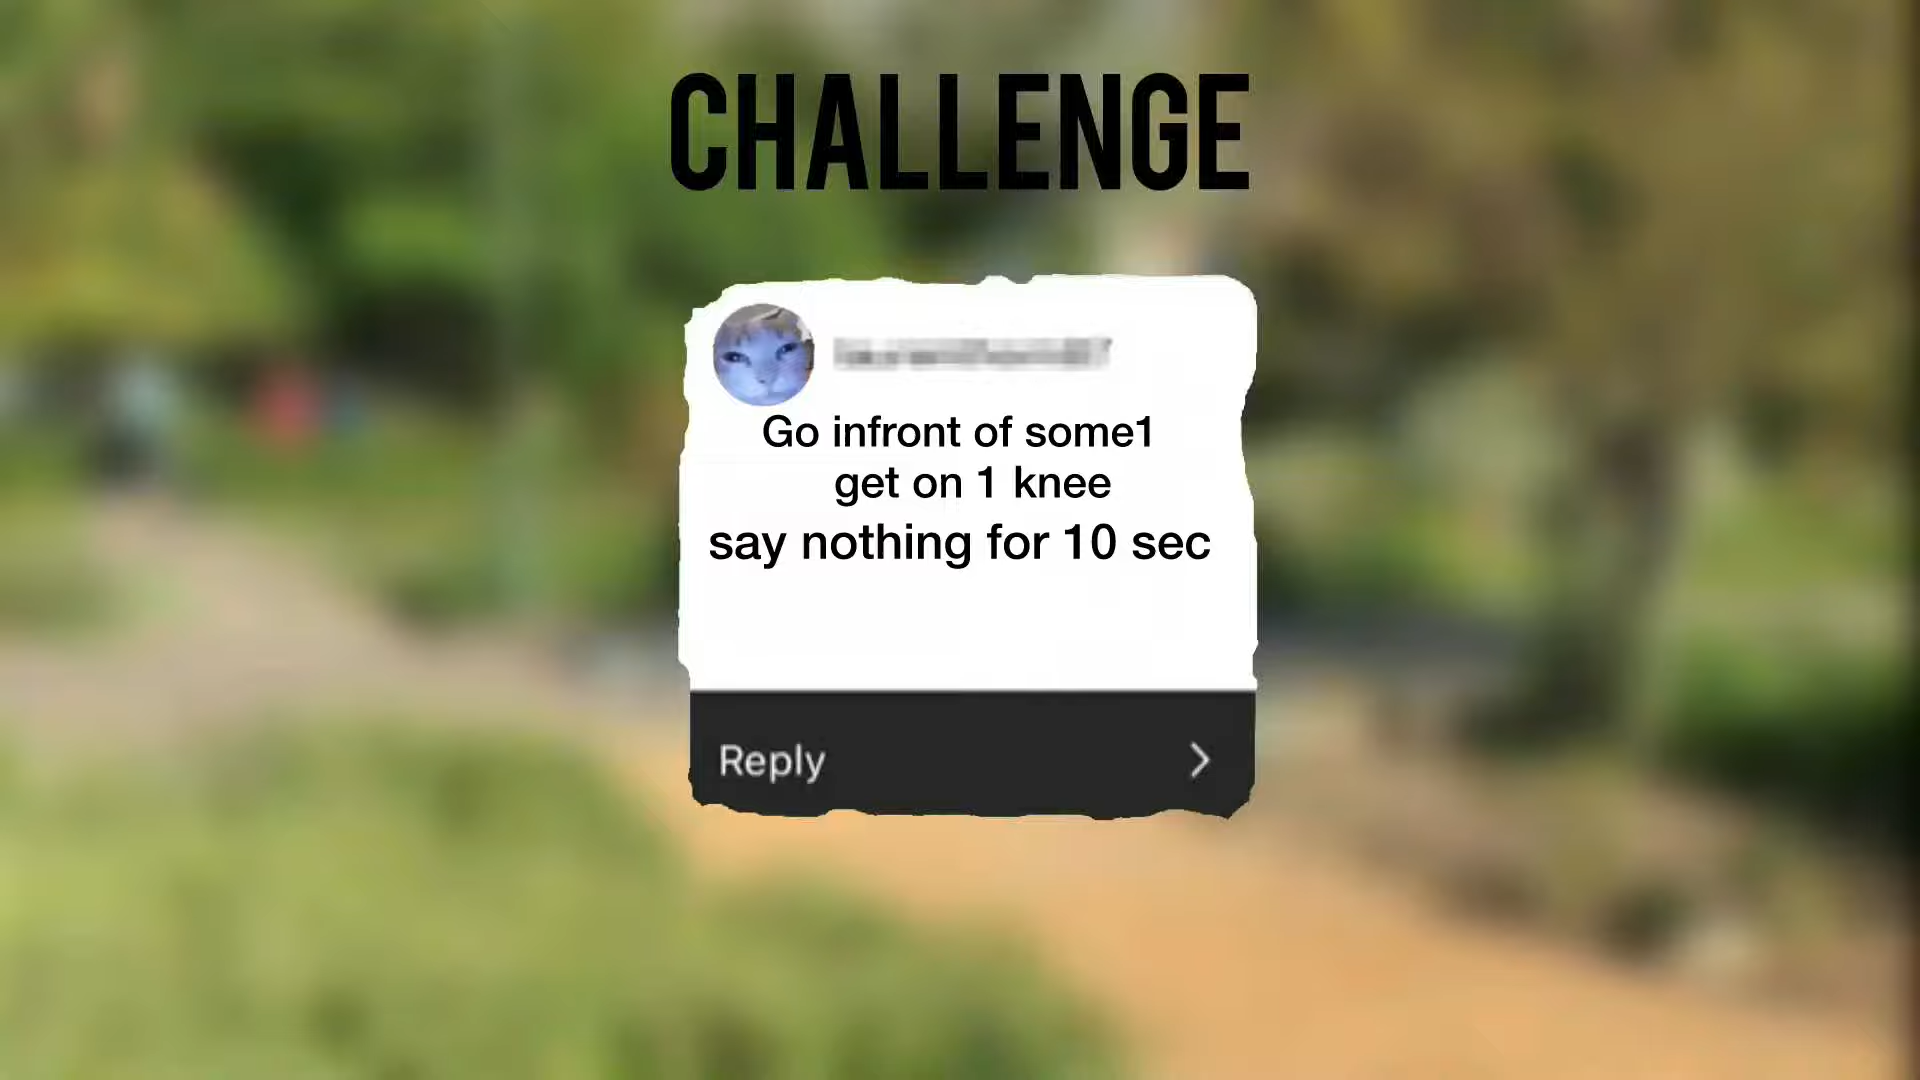 CHALLENGE
Go infront of some1
get on 1 knee
say nothing for 10 sec
Reply